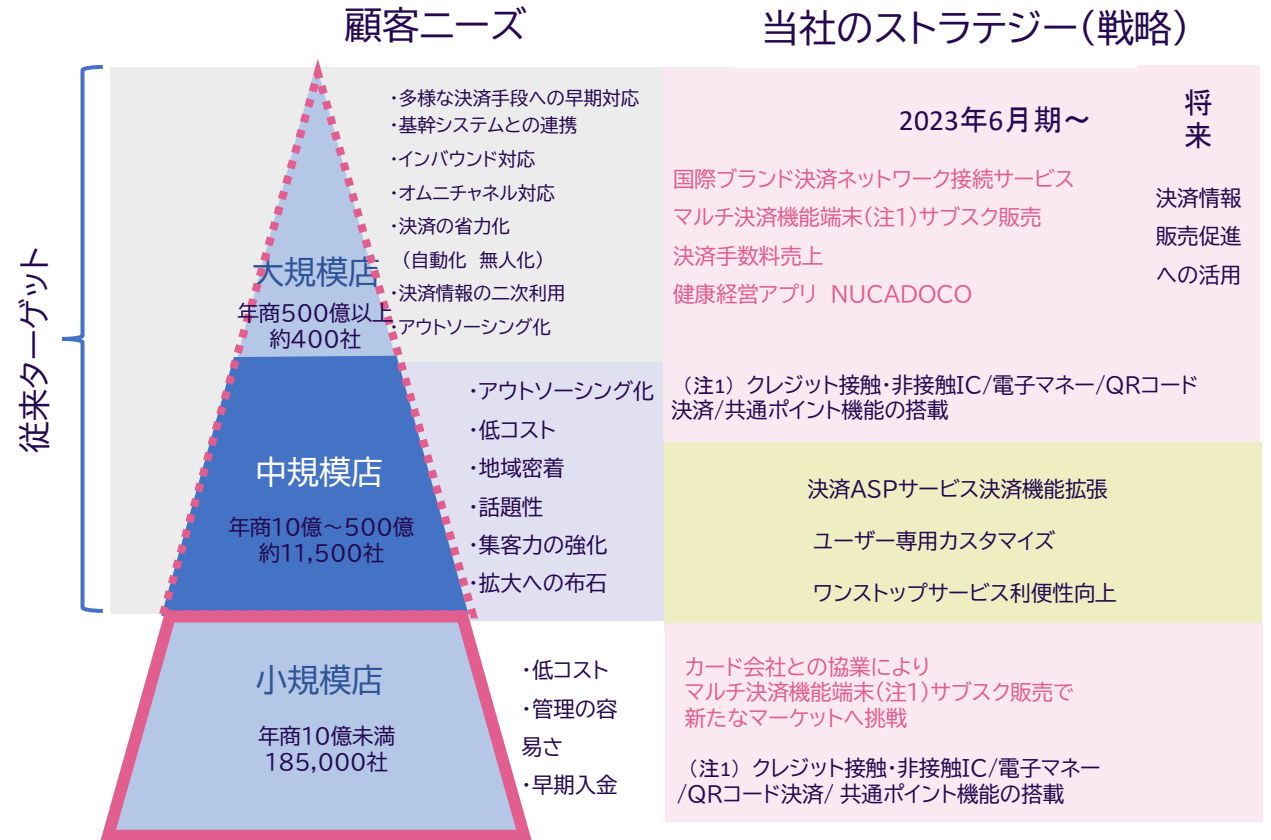 顧客ニーズ
当社のストラテジー(戦略)
従来ターゲット
大規模店
年商500億以上
約400社
・多様な決済手段への早期対応
・基幹システムとの連携
・インバウンド対応
・オムニチャネル対応
・決済の省力化
(自動化 無人化)
・決済情報の二次利用
・アウトソーシング化
2023年6月期～
国際ブランド決済ネットワーク接続サービス
マルチ決済機能端末(注1)サブスク販売
決済手数料売上
健康経営アプリ NUCADOCO
将
来
決済情報
販売促進
への活用
(注1) クレジット接触・非接触IC/電子マネー/QRコード
決済/共通ポイント機能の搭載
中規模店
年商10億～500億
約11,500社
・アウトソーシング化
・低コスト
・地域密着
・話題性
・集客力の強化
・拡大への布石
決済ASPサービス決済機能拡張
ユーザー専用カスタマイズ
ワンストップサービス利便性向上
小規模店
年商10億未満
185,000社
・低コスト
・管理の容
易さ
・早期入金
カード会社との協業により
マルチ決済機能端末(注1)サブスク販売で
新たなマーケットへ挑戦
(注1) クレジット接触・非接触IC/電子マネー
/QRコード決済/ 共通ポイント機能の搭載